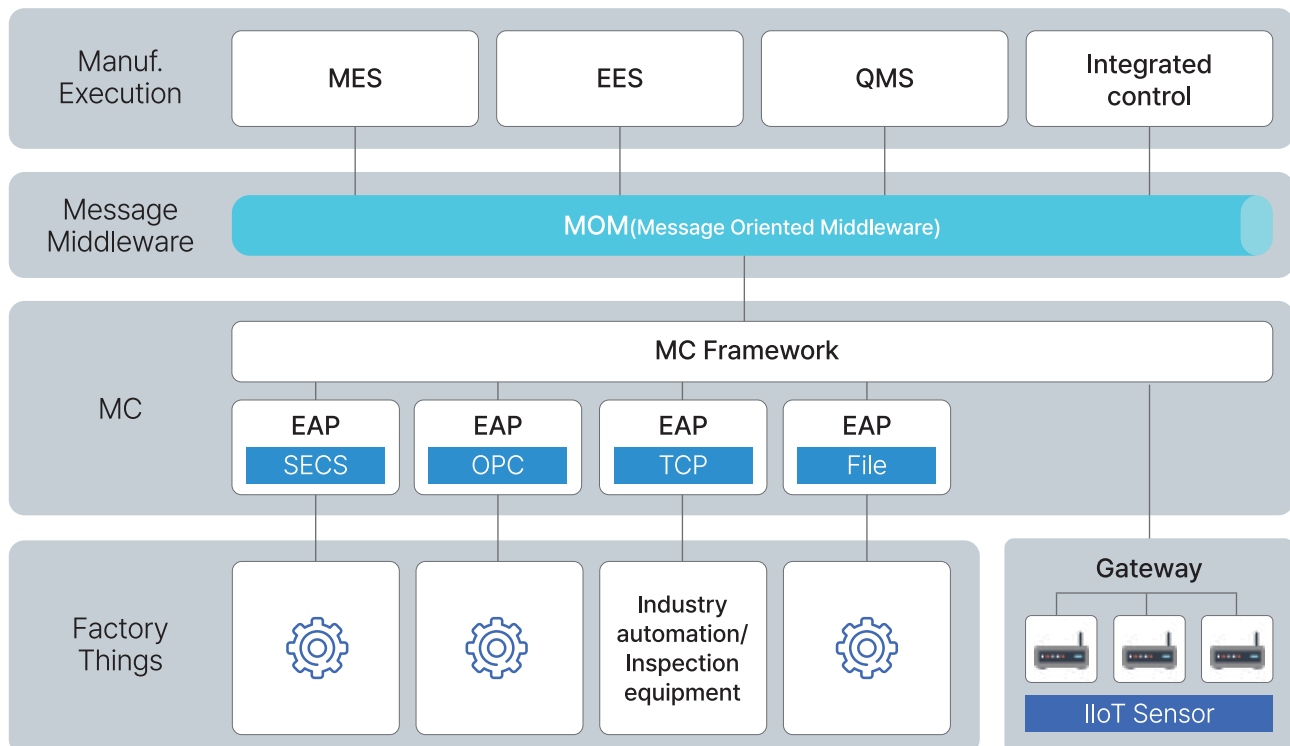 Manuf.
Execution
MES
EES
QMS
Integrated
control
Message
Middleware
MOM(Message Oriented Middleware)
MC
MC Framework
EAP
SECS
EAP
OPC
EAP
TCP
EAP
File
Factory
Things
Industry
automation/
Inspection
equipment
Gateway
IIoT Sensor